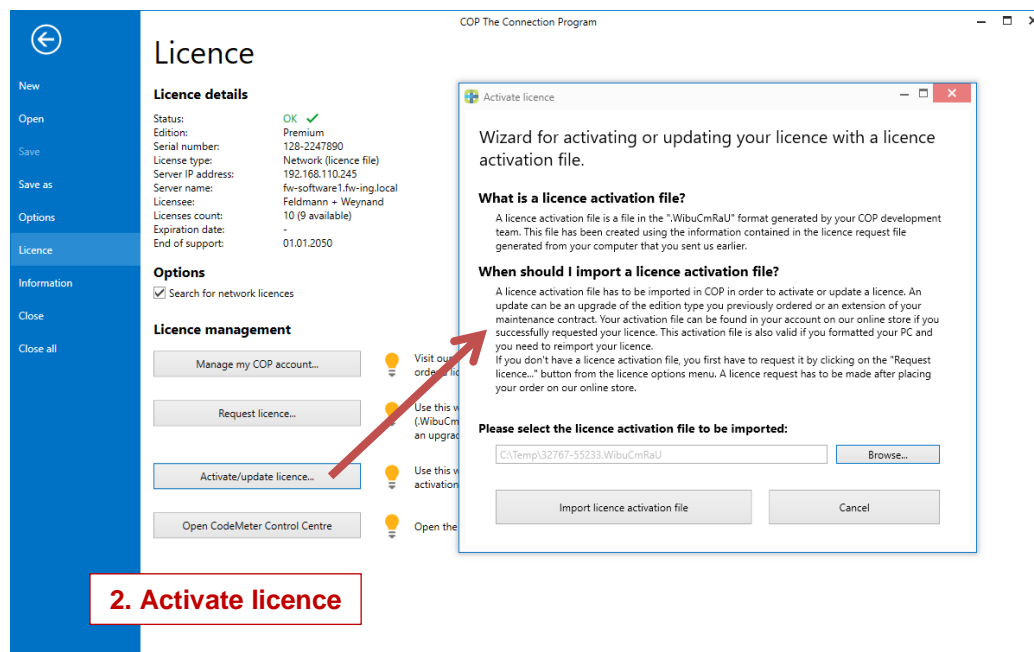 COP The Connection Program
New
Open
Save
Save as
Options
Licence
Information
Close
Close all
Licence
Licence details
Status: OK
Edition: Premium
Serial number: 128-2247890
License type: Network (licence file)
Server IP address: 192.168.110.245
Server name: fw-software1.fw-ing.local
Licensee: Feldmann + Weynand
Licenses count: 10 (9 available)
Expiration date: -
End of support: 01.01.2050
Options
Search for network licences
Licence management
Manage my COP account...
Visit our
Request licence...
Use this w
(.WibuCm
an upgrad
Activate/update licence...
Use this w
activation
Open CodeMeter Control Centre
Open the
2. Activate licence
Activate licence
Wizard for activating or updating your licence with a licence
activation file.
What is a licence activation file?
A licence activation file is a file in the ".WibuCmRaU" format generated by your COP development
team. This file has been created using the information contained in the licence request file
generated from your computer that you sent us earlier.
When should I import a licence activation file?
A licence activation file has to be imported in COP in order to activate or update a licence. An
update can be an upgrade of the edition type you previously ordered or an extension of your
maintenance contract. Your activation file can be found in your account on our online store if you
successfully requested your licence. This activation file is also valid if you formatted your PC and
you need to reimport your licence.
If you don't have a licence activation file, you first have to request it by clicking on the "Request
licence..." button from the licence options menu. A licence request has to be made after placing
your order on our online store.
Please select the licence activation file to be imported:
C:\Temp\32767-55233.WibuCmRaU
Browse...
Import licence activation file
Cancel